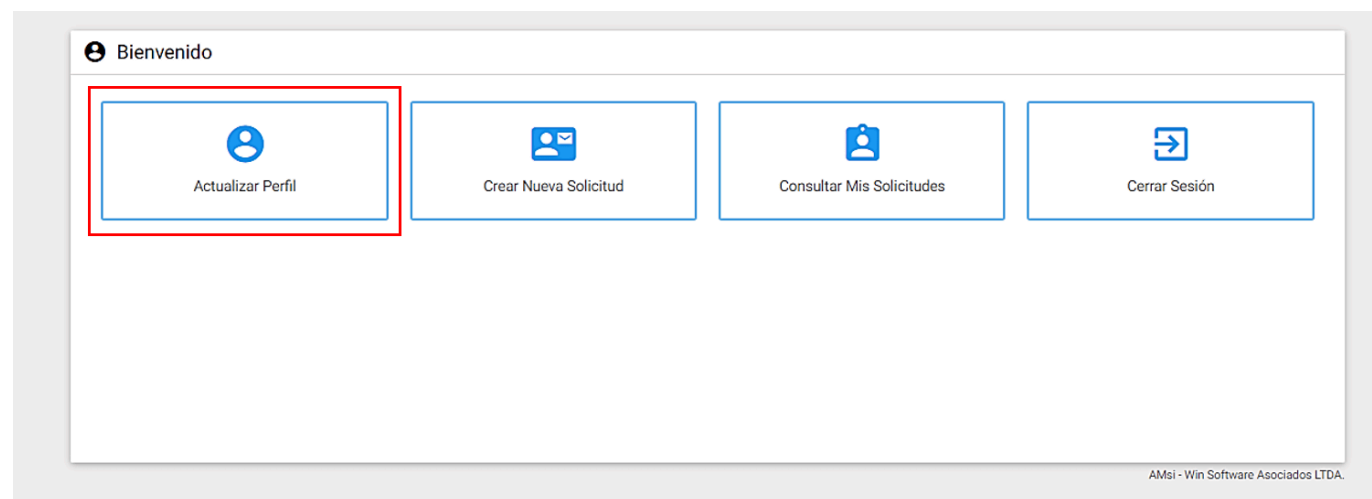 Bienvenido
Actualizar Perfil
Crear Nueva Solicitud
Consultar Mis Solicitudes
Cerrar Sesión
AMsi - Win Software Asociados LTDA.